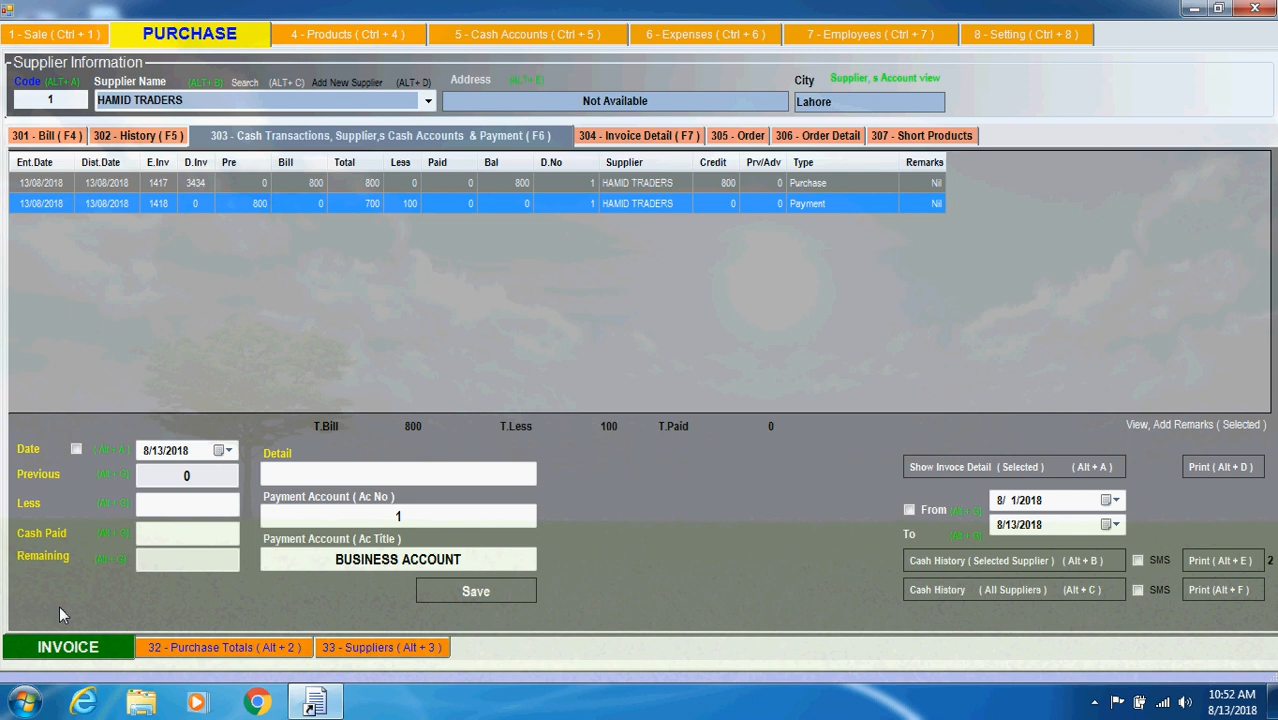 1 - Sale ( Ctrl + 1 ) PURCHASE 4 - Products ( Ctrl + 4 ) 5 - Cash Accounts ( Ctrl + 5 ) 6 - Expenses ( Ctrl + 6 ) 7 - Employees ( Ctrl + 7 ) 8 - Setting ( Ctrl + 8 )
Supplier Information
Code (ALT+ A) Supplier Name (ALT+ B) Search (ALT+ C) Add New Supplier (ALT+ D) Address (ALT+ E) City Supplier, s Account view
1 HAMID TRADERS Not Available Lahore
301 - Bill ( F4 ) 302 - History ( F5 ) 303 - Cash Transactions, Supplier,s Cash Accounts & Payment ( F6 ) 304 - Invoice Detail ( F7 ) 305 - Order 306 - Order Detail 307 - Short Products
Ent.Date Dist.Date E.Inv D.Inv Pre Bill Total Less Paid Bal D.No Supplier Credit Prv/Adv Type Remarks
13/08/2018 13/08/2018 1417 3434 0 800 800 0 0 800 1 HAMID TRADERS 800 0 Purchase Nil
13/08/2018 13/08/2018 1418 0 800 0 700 100 0 0 1 HAMID TRADERS 0 0 Payment Nil
T.Bill 800 T.Less 100 T.Paid 0 View, Add Remarks ( Selected )
Date 8/13/2018 Detail
Previous 0 Show Invoce Detail ( Selected ) ( Alt + A ) Print ( Alt + D )
Less Payment Account ( Ac No ) From 8/ 1/2018
1
Cash Paid Payment Account ( Ac Title ) To 8/13/2018
Remaining BUSINESS ACCOUNT Cash History ( Selected Supplier ) ( Alt + B ) SMS Print ( Alt + E ) 2
Save Cash History ( All Suppliers ) (Alt + C ) SMS Print (Alt + F )
INVOICE 32 - Purchase Totals ( Alt + 2 ) 33 - Suppliers ( Alt + 3 )
10:52 AM
8/13/2018